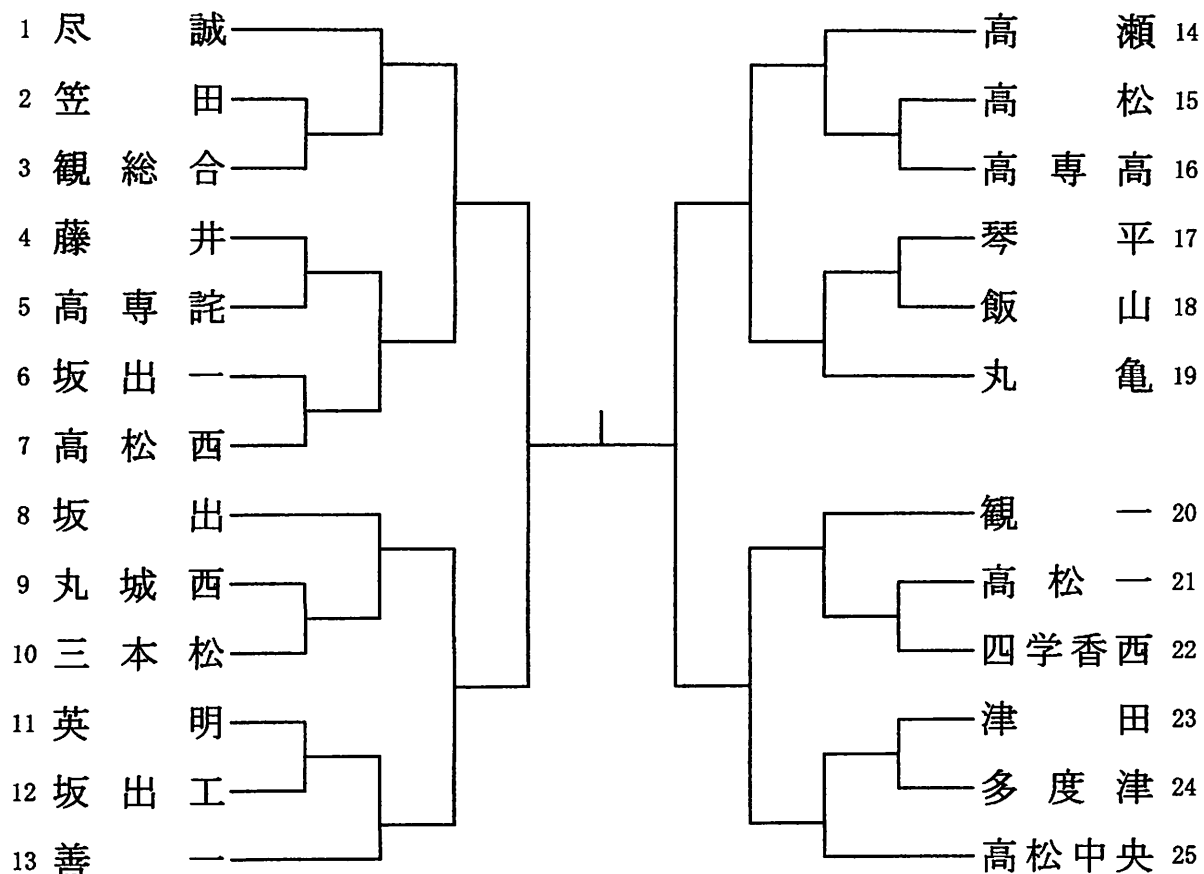 1 尽誠
2 笠田
3 観総合
4 藤井
5 高専詫
6 坂出一
7 高松西
8 坂出
9 丸城西
10 三本松
11 英明
12 坂出工
13 善一
高瀬 14
高松 15
高専高 16
琴平 17
飯山 18
丸亀 19
観一 20
高松一 21
四学香西 22
津田 23
多度津 24
高松中央 25